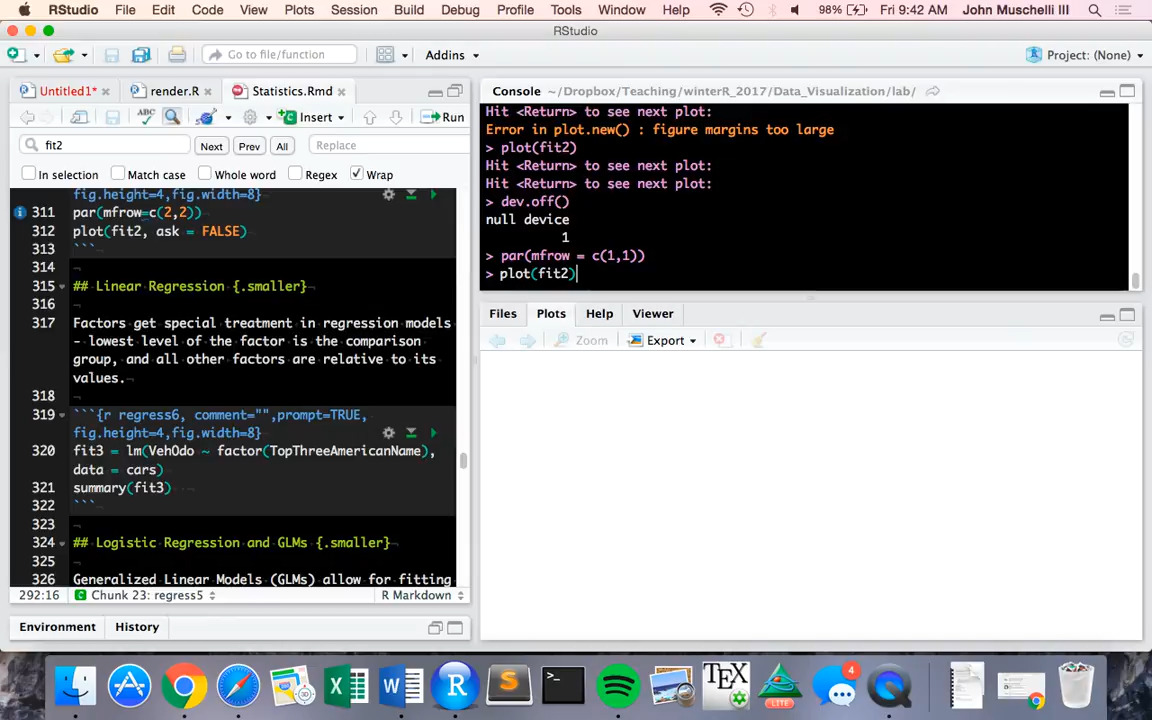 RStudio File Edit Code View Plots Session Build Debug Profile Tools Window Help 98% Fri 9:42 AM John Muschelli III
RStudio
Go to file/function Addins Project: (None)
Untitled1* render.R Statistics.Rmd
ABC Insert Run
fit2 Next Prev All Replace
In selection Match case Whole word Regex Wrap
fig.height=4,fig.width=8}
311 par(mfrow=c(2,2))
312 plot(fit2, ask = FALSE)
313 ```
314
315 ## Linear Regression {.smaller}
316
317 Factors get special treatment in regression models
- lowest level of the factor is the comparison
group, and all other factors are relative to its
values.
318
319 ```{r regress6, comment="",prompt=TRUE,
fig.height=4,fig.width=8}
320 fit3 = lm(VehOdo ~ factor(TopThreeAmericanName),
data = cars)
321 summary(fit3)
322 ```
323
324 ## Logistic Regression and GLMs {.smaller}
325
326 Generalized Linear Models (GLMs) allow for fitting
292:16 Chunk 23: regress5 R Markdown
Environment History
Console ~/Dropbox/Teaching/winterR_2017/Data_Visualization/lab/
Hit <Return> to see next plot:
Error in plot.new() : figure margins too large
> plot(fit2)
Hit <Return> to see next plot:
Hit <Return> to see next plot:
> dev.off()
null device
1
> par(mfrow = c(1,1))
> plot(fit2)
Files Plots Help Viewer
Zoom Export
30 X W R S >_ TEX LITE 4